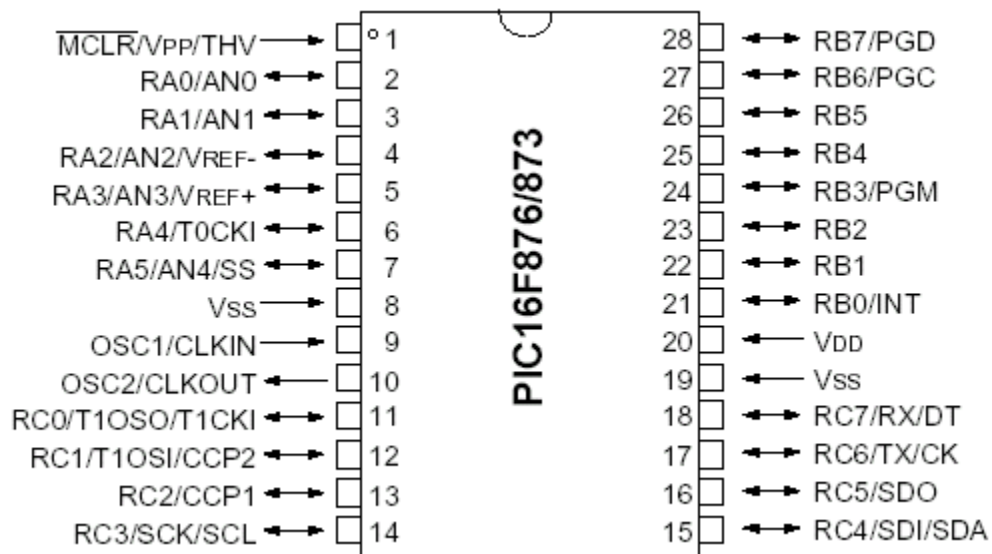 MCLR/VPP/THV 1 28 RB7/PGD
RA0/AN0 2 27 RB6/PGC
RA1/AN1 3 26 RB5
RA2/AN2/VREF- 4 25 RB4
RA3/AN3/VREF+ 5 24 RB3/PGM
RA4/T0CKI 6 23 RB2
RA5/AN4/SS 7 22 RB1
VSS 8 21 RB0/INT
OSC1/CLKIN 9 20 VDD
OSC2/CLKOUT 10 19 VSS
RC0/T1OSO/T1CKI 11 18 RC7/RX/DT
RC1/T1OSI/CCP2 12 17 RC6/TX/CK
RC2/CCP1 13 16 RC5/SDO
RC3/SCK/SCL 14 15 RC4/SDI/SDA
PIC16F876/873